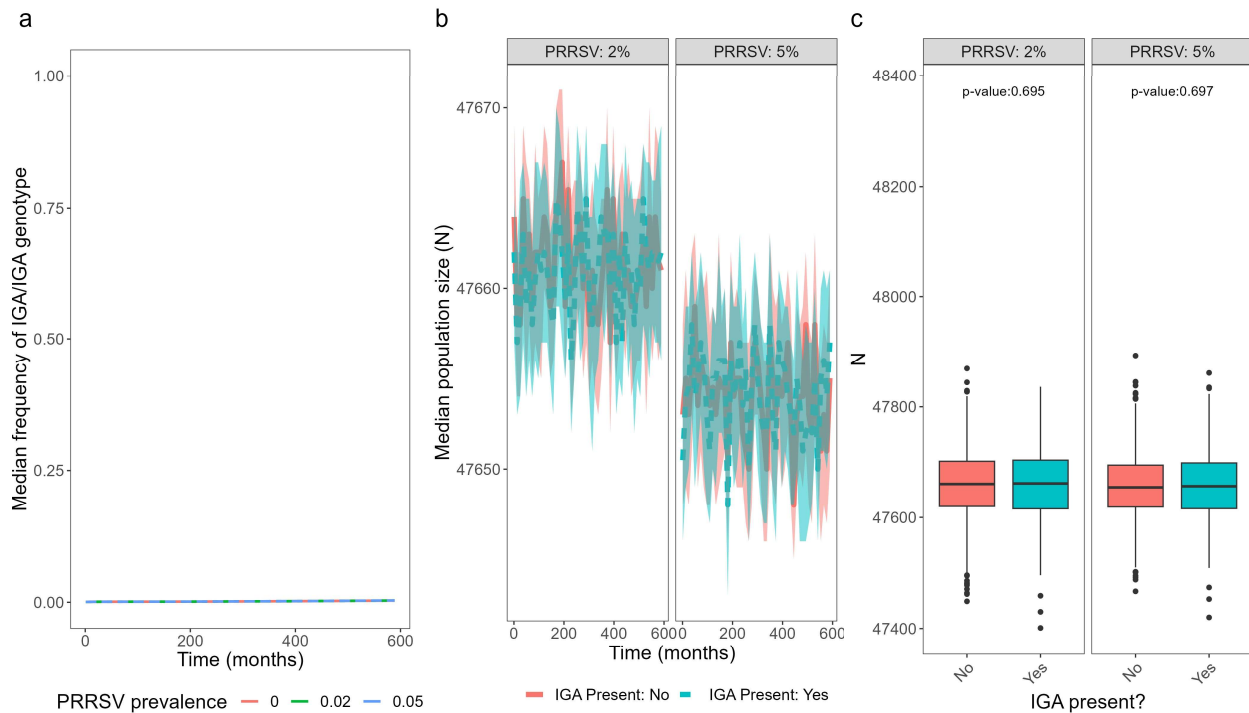 a
Median frequency of IGA/IGA genotype
1.00
0.75
0.50
0.25
0.00
0
200
400
600
Time (months)
PRRSV prevalence
0
0.02
0.05
b
PRRSV: 2%
PRRSV: 5%
Median population size (N)
47670
47660
47650
0
200
400
600
0
200
400
600
Time (months)
IGA Present: No
IGA Present: Yes
c
PRRSV: 2%
PRRSV: 5%
p-value:0.695
p-value:0.697
N
48400
48200
48000
47800
47600
47400
No
Yes
No
Yes
IGA present?